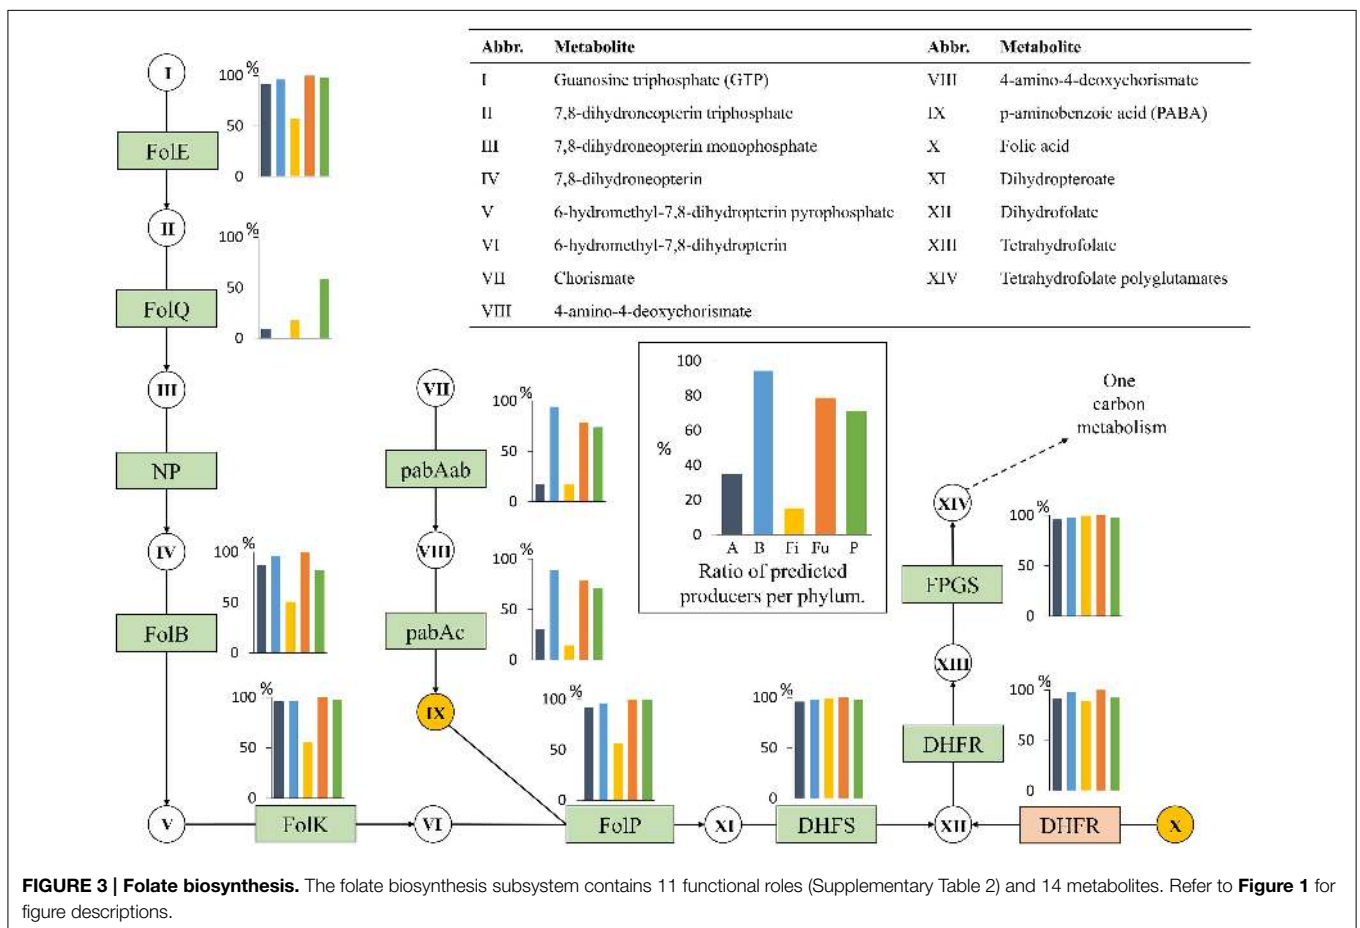 Abbr. Metabolite Abbr. Metabolite
I Guanosine triphosphate (GTP) VIII 4-amino-4-deoxychorismate
II 7,8-dihydroneopterin triphosphate IX p-aminobenzoic acid (PABA)
III 7,8-dihydroneopterin monophosphate X Folic acid
IV 7,8-dihydroneopterin XI Dihydropteroate
V 6-hydromethyl-7,8-dihydropterin pyrophosphate XII Dihydrofolate
VI 6-hydromethyl-7,8-dihydropterin XIII Tetrahydrofolate
VII Chorismate XIV Tetrahydrofolate polyglutamates
VIII 4-amino-4-deoxychorismate
I
%
100
50
0
FolE
II
%
100
50
0
FolQ
III
NP
IV
%
100
50
0
FolB
V
%
100
50
0
FolK
VI
VII
%
100
50
0
pabAab
VIII
%
100
50
0
pabAc
IX
%
100
50
0
FolP
XI
%
100
50
0
DHFS
XII
DHFR
X
%
100
50
0
DHFR
XIII
%
100
50
0
FPGS
XIV
One
carbon
metabolism
100
80
60
%
40
20
0
A B Fi Fu P
Ratio of predicted
producers per phylum.
FIGURE 3 | Folate biosynthesis. The folate biosynthesis subsystem contains 11 functional roles (Supplementary Table 2) and 14 metabolites. Refer to Figure 1 for
figure descriptions.